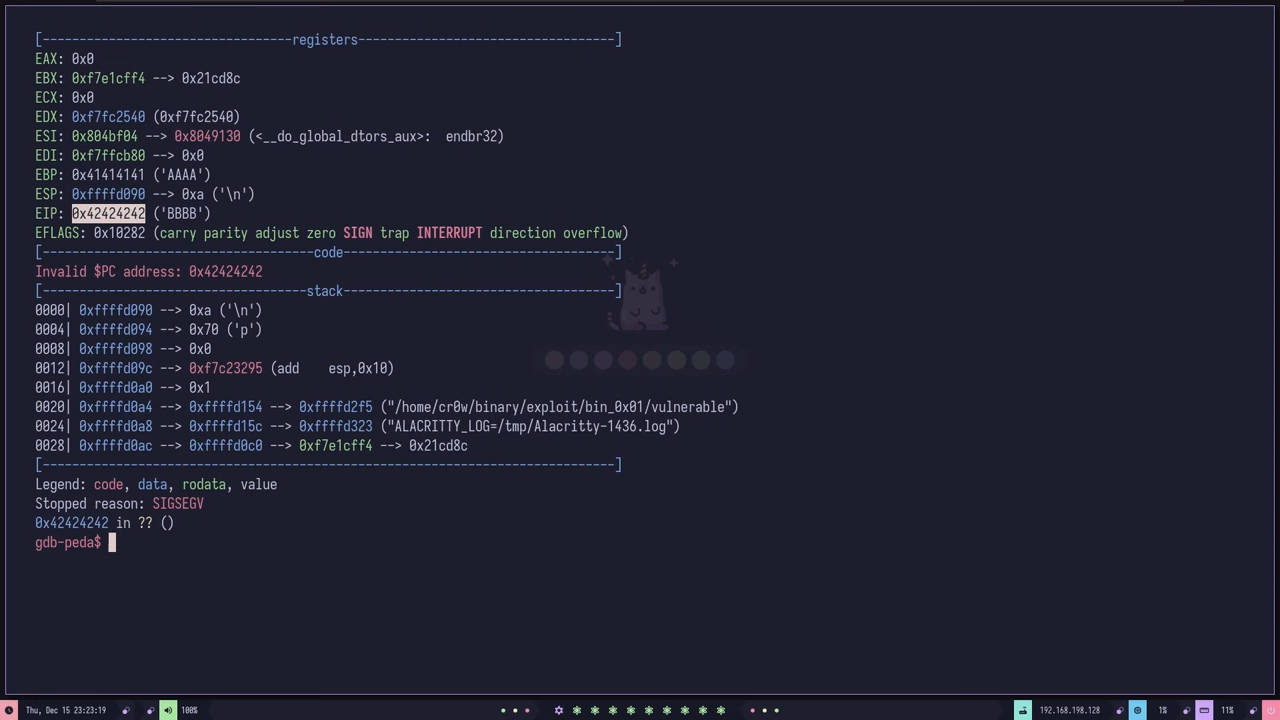 [----------------------------------registers-----------------------------------]
EAX: 0x0
EBX: 0xf7e1cff4 --> 0x21cd8c
ECX: 0x0
EDX: 0xf7fc2540 (0xf7fc2540)
ESI: 0x804bf04 --> 0x8049130 (<__do_global_dtors_aux>:	endbr32)
EDI: 0xf7ffcb80 --> 0x0
EBP: 0x41414141 ('AAAA')
ESP: 0xffffd090 --> 0xa ('\n')
EIP: 0x42424242 ('BBBB')
EFLAGS: 0x10282 (carry parity adjust zero SIGN trap INTERRUPT direction overflow)
[-------------------------------------code-------------------------------------]
Invalid $PC address: 0x42424242
[------------------------------------stack-------------------------------------]
0000| 0xffffd090 --> 0xa ('\n')
0004| 0xffffd094 --> 0x70 ('p')
0008| 0xffffd098 --> 0x0
0012| 0xffffd09c --> 0xf7c23295 (add    esp,0x10)
0016| 0xffffd0a0 --> 0x1
0020| 0xffffd0a4 --> 0xffffd154 --> 0xffffd2f5 ("/home/cr0w/binary/exploit/bin_0x01/vulnerable")
0024| 0xffffd0a8 --> 0xffffd15c --> 0xffffd323 ("ALACRITTY_LOG=/tmp/Alacritty-1436.log")
0028| 0xffffd0ac --> 0xffffd0c0 --> 0xf7e1cff4 --> 0x21cd8c
[------------------------------------------------------------------------------]
Legend: code, data, rodata, value
Stopped reason: SIGSEGV
0x42424242 in ?? ()
gdb-peda$
Thu, Dec 15 23:23:19 100% 192.168.198.128 1% 11%